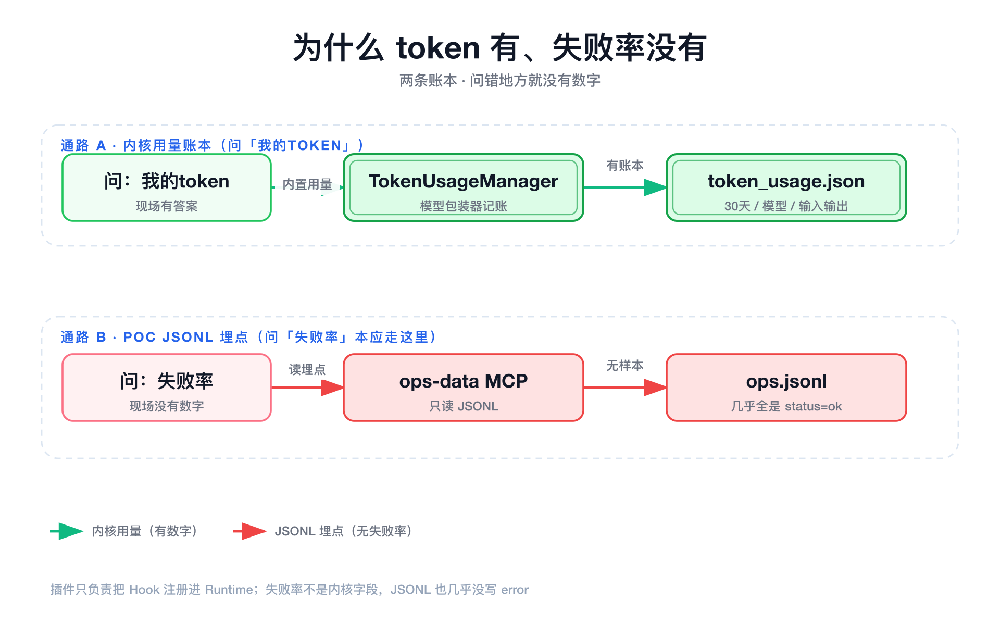 为什么 token 有、失败率没有
两条账本 · 问错地方就没有数字
通路 A · 内核用量账本（问「我的TOKEN」）
问：我的token
现场有答案
内置用量
TokenUsageManager
模型包装器记账
有账本
token_usage.json
30天 / 模型 / 输入输出
通路 B · POC JSONL 埋点（问「失败率」本应走这里）
问：失败率
现场没有数字
读埋点
ops-data MCP
只读 JSONL
无样本
ops.jsonl
几乎全是 status=ok
内核用量（有数字）
JSONL 埋点（无失败率）
插件只负责把 Hook 注册进 Runtime；失败率不是内核字段，JSONL 也几乎没写 error